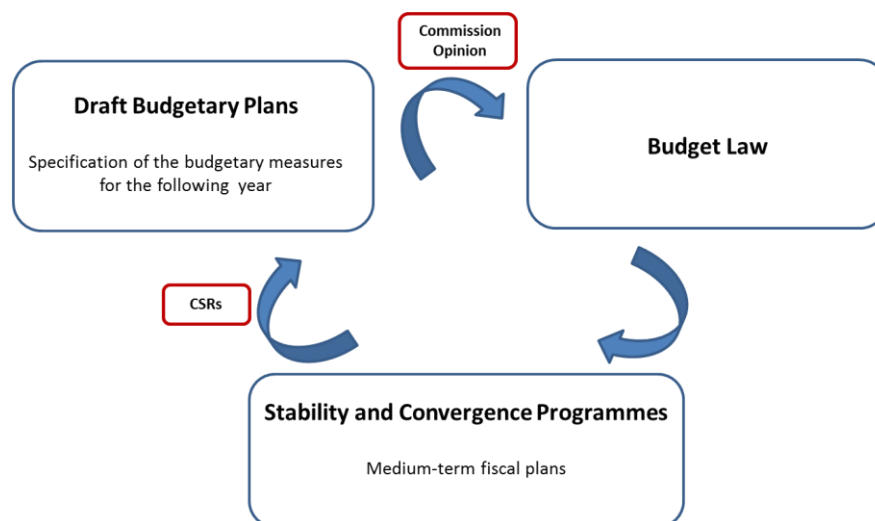 Commission
Opinion
Draft Budgetary Plans
Specification of the budgetary measures
for the following year
Budget Law
CSRs
Stability and Convergence Programmes
Medium-term fiscal plans